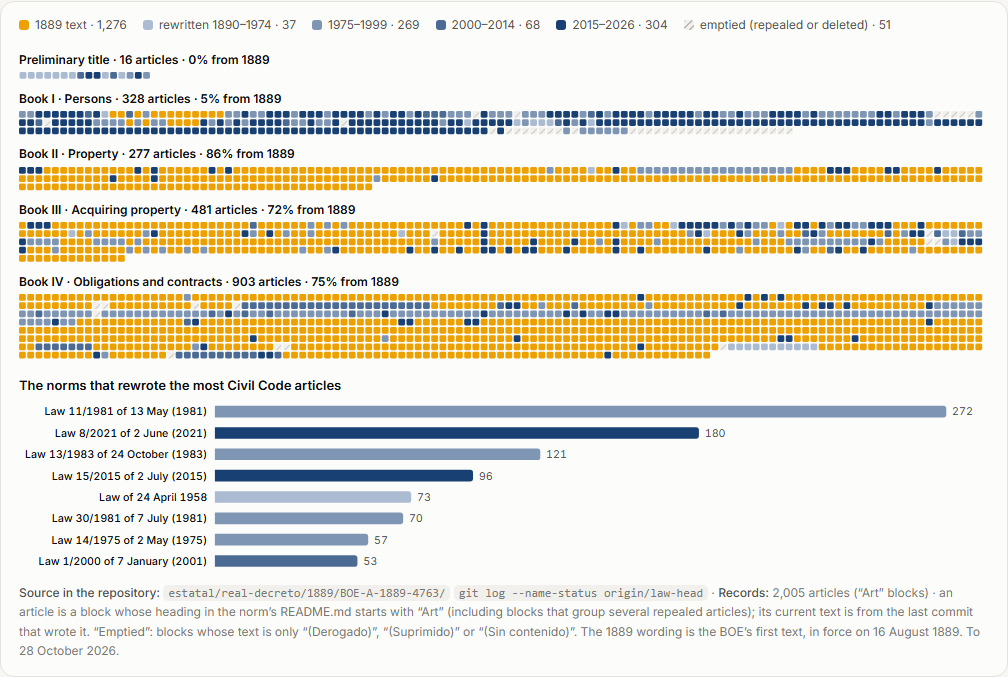 1889 text · 1,276 rewritten 1890–1974 · 37 1975–1999 · 269 2000–2014 · 68 2015–2026 · 304 emptied (repealed or deleted) · 51
Preliminary title · 16 articles · 0% from 1889
Book I · Persons · 328 articles · 5% from 1889
Book II · Property · 277 articles · 86% from 1889
Book III · Acquiring property · 481 articles · 72% from 1889
Book IV · Obligations and contracts · 903 articles · 75% from 1889
The norms that rewrote the most Civil Code articles
Law 11/1981 of 13 May (1981) 272
Law 8/2021 of 2 June (2021) 180
Law 13/1983 of 24 October (1983) 121
Law 15/2015 of 2 July (2015) 96
Law of 24 April 1958 73
Law 30/1981 of 7 July (1981) 70
Law 14/1975 of 2 May (1975) 57
Law 1/2000 of 7 January (2001) 53
Source in the repository: estatal/real-decreto/1889/BOE-A-1889-4763/ git log --name-status origin/law-head · Records: 2,005 articles (“Art” blocks) · an
article is a block whose heading in the norm’s README.md starts with “Art” (including blocks that group several repealed articles); its current text is from the last commit
that wrote it. “Emptied”: blocks whose text is only “(Derogado)”, “(Suprimido)” or “(Sin contenido)”. The 1889 wording is the BOE’s first text, in force on 16 August 1889. To
28 October 2026.